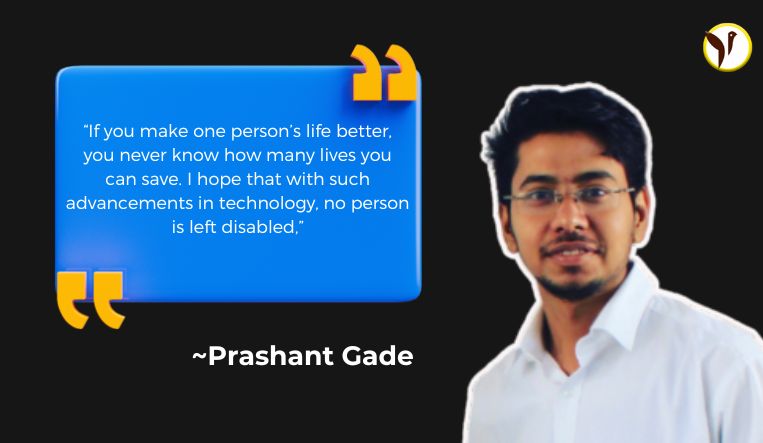 “If you make one person’s life better,
you never know how many lives you
can save. I hope that with such
advancements in technology, no person
is left disabled,”
~Prashant Gade